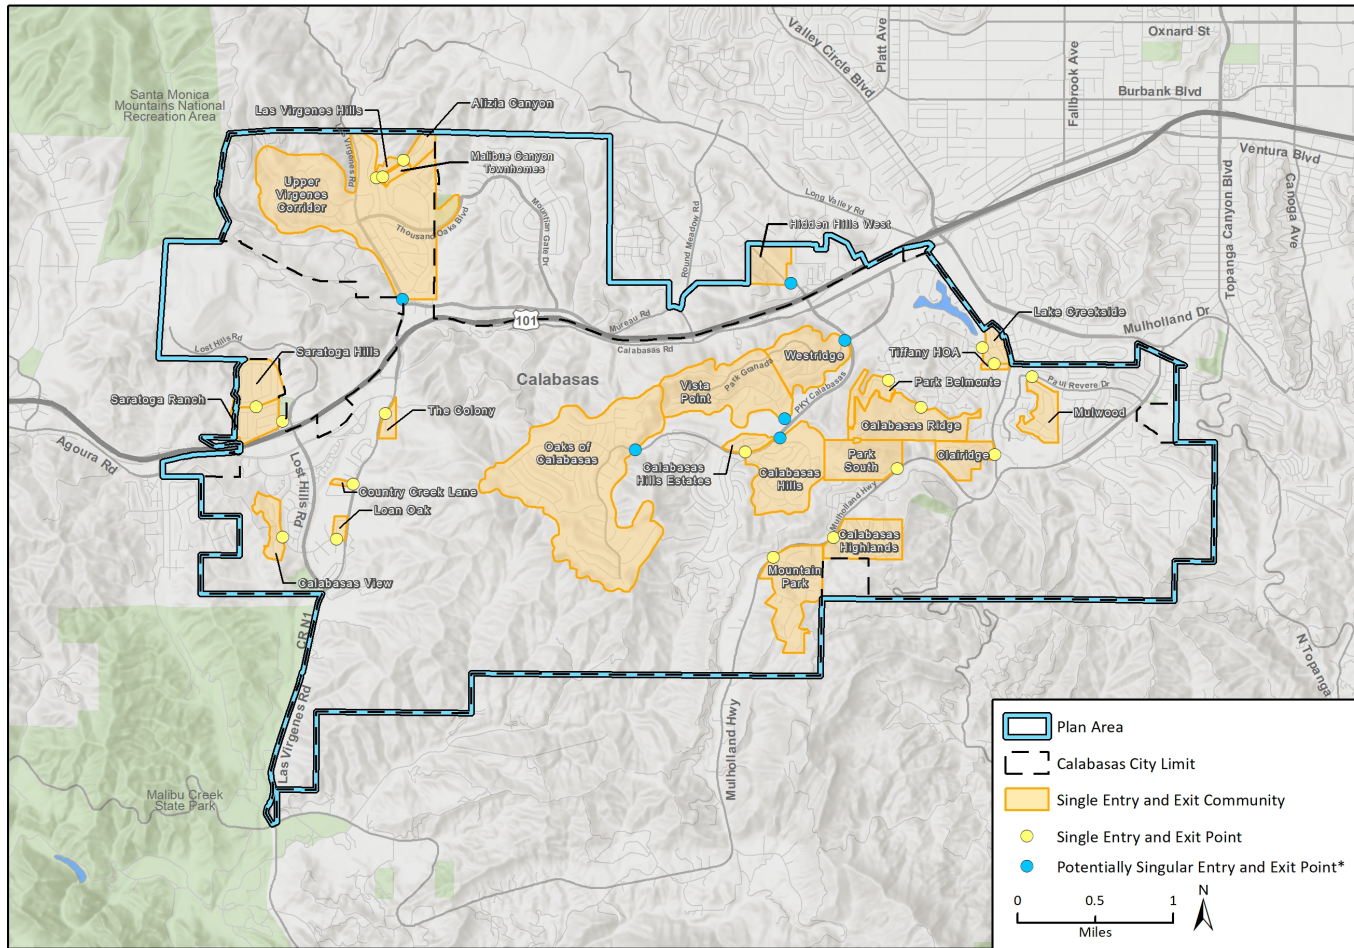 Oxnard St
Platt Ave
Valley Circle Blvd
Fallbrook Ave
Burbank Blvd
Santa Monica
Mountains National
Recreation Area
Las Virgenes Hills
Alizia Canyon
Las Virgenes Rd
Malibue Canyon
Townhomes
Ventura Blvd
Topanga Canyon Blvd
Canoga Ave
Upper
Virgenes
Corridor
Thousand Oaks Blvd
Mountian Gate Dr
Round Meadow Rd
Long Valley Rd
Hidden Hills West
101
Mureau Rd
Calabasas Rd
Lake Creekside
Mulholland Dr
Lost Hills Rd
Saratoga Hills
Tiffany HOA
Westridge
Park Granada
Vista
Point
Calabasas
PKY Calabasas
Park Belmonte
Paul Revere Dr
Mulwood
Saratoga Ranch
The Colony
Calabasas Ridge
Agoura Rd
Oaks of
Calabasas
Calabasas
Hills Estates
Calabasas
Hills
Park
South
Clairidge
Lost Hills Rd
Country Creek Lane
Loan Oak
Mulholland Hwy
Calabasas
Highlands
Calabasas View
Mountain
Park
CR N1
Las Virgenes Rd
N Topanga
Mulholland Hwy
Malibu Creek
State Park
Plan Area
Calabasas City Limit
Single Entry and Exit Community
Single Entry and Exit Point
Potentially Singular Entry and Exit Point*
0 0.5 1
Miles
N